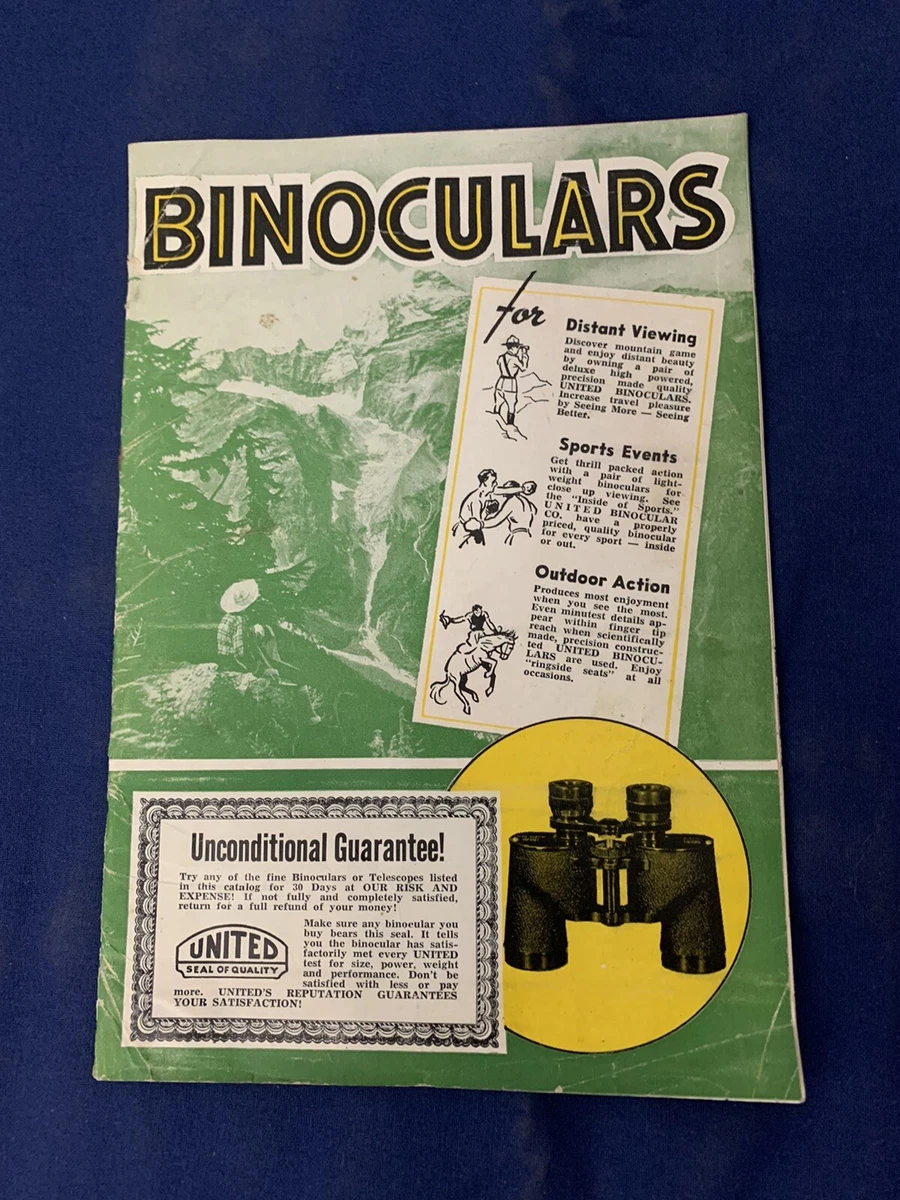 BINOCULARS
for
Distant Viewing
Discover mountain game
and enjoy distant beauty
by owning a pair of
deluxe high powered,
precision made quality
UNITED BINOCULARS.
Increase travel pleasure
by Seeing More — Seeing
Better.
Sports Events
Get thrill packed action
with a pair of light-
weight binoculars for
close up viewing. See
the "Inside of Sports."
UNITED BINOCULAR
CO. have a properly
priced, quality binocular
for every sport — inside
or out.
Outdoor Action
Produces most enjoyment
when you see the most.
Even minutest details ap-
pear within finger tip
reach when scientifically
made, precision construc-
ted UNITED BINOCU-
LARS are used. Enjoy
"ringside seats" at all
occasions.
Unconditional Guarantee!
Try any of the fine Binoculars or Telescopes listed
in this catalog for 30 Days at OUR RISK AND
EXPENSE! If not fully and completely satisfied,
return for a full refund of your money!
UNITED
SEAL OF QUALITY
Make sure any binocular you
buy bears this seal. It tells
you the binocular has satis-
factorily met every UNITED
test for size, power, weight
and performance. Don't be
satisfied with less or pay
more. UNITED'S REPUTATION GUARANTEES
YOUR SATISFACTION!